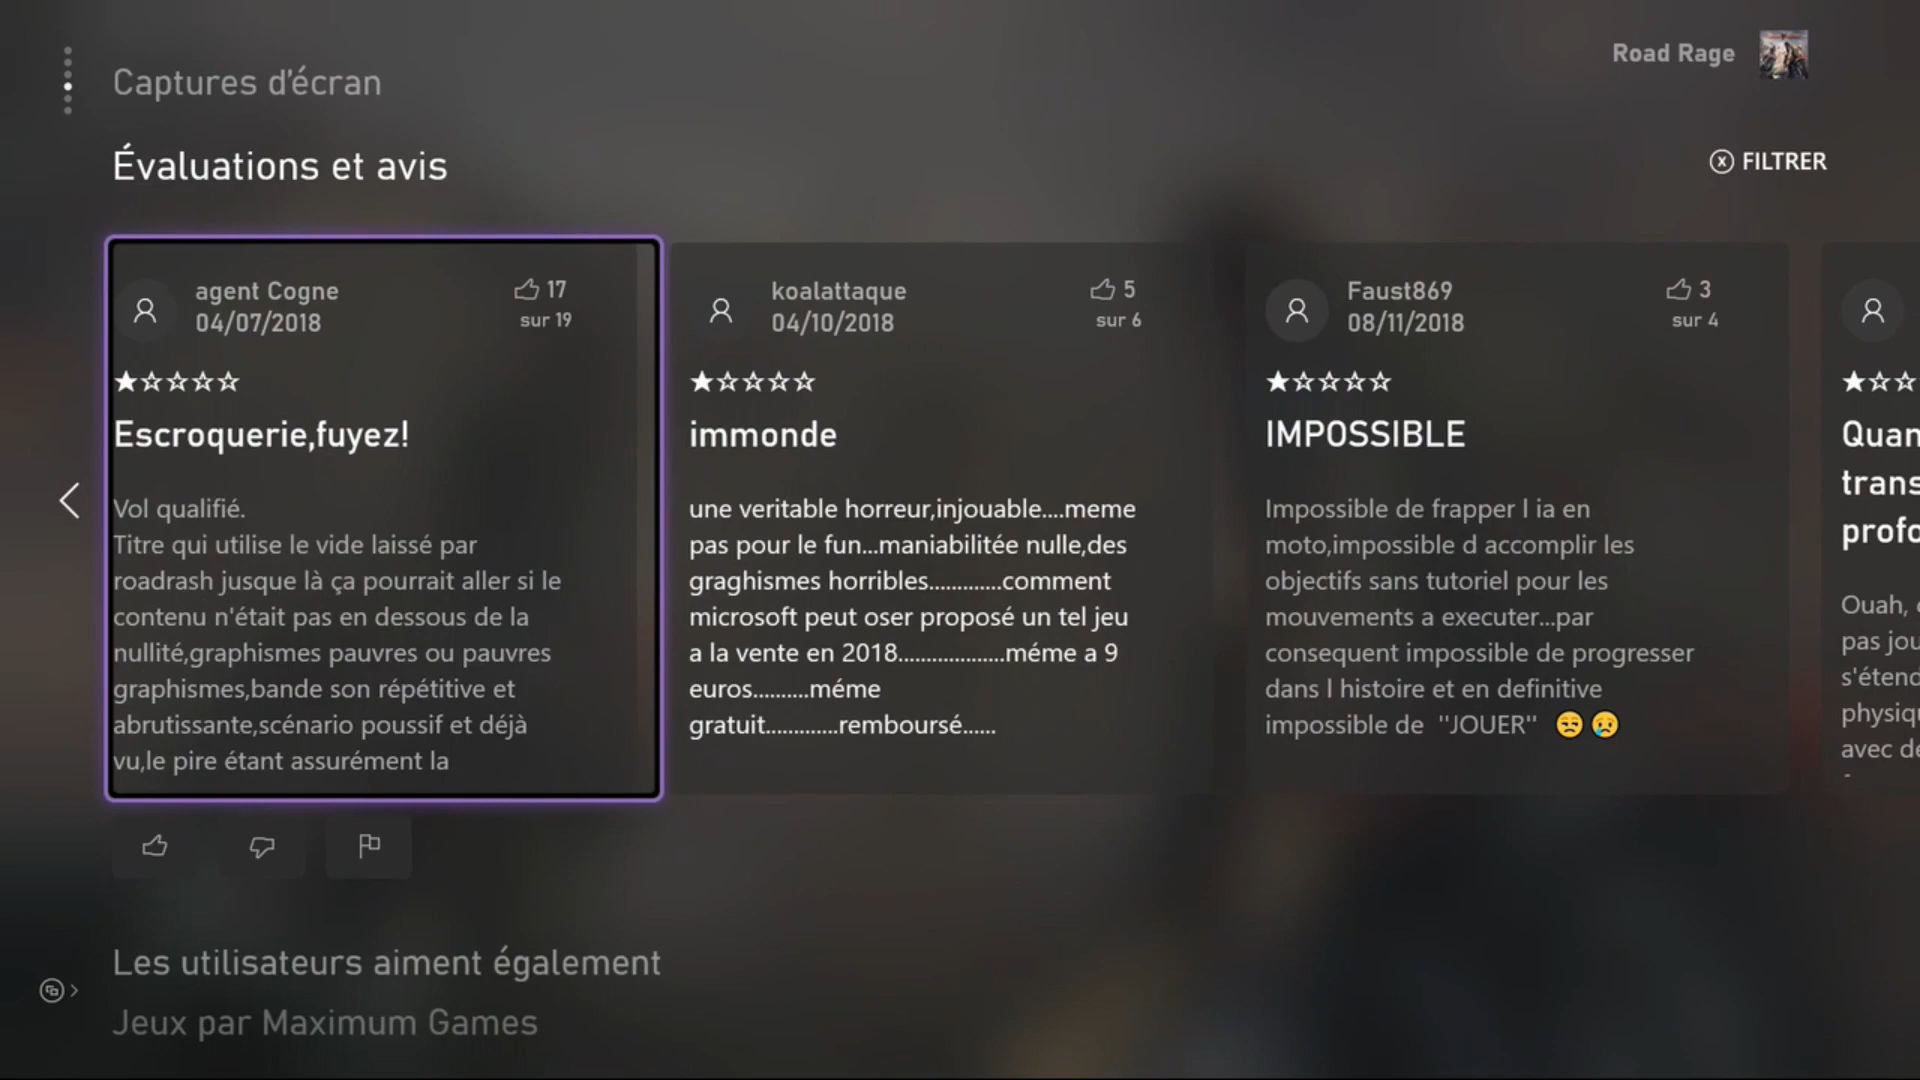 Captures d'écran
Road Rage
Évaluations et avis
FILTRER
agent Cogne
04/07/2018
17
sur 19
Escroquerie,fuyez!
Vol qualifié.
Titre qui utilise le vide laissé par
roadrash jusque là ça pourrait aller si le
contenu n'était pas en dessous de la
nullité,graphismes pauvres ou pauvres
graphismes,bande son répétitive et
abrutissante,scénario poussif et déjà
vu,le pire étant assurément la
koalattaque
04/10/2018
5
sur 6
immonde
une veritable horreur,injouable....meme
pas pour le fun...maniabilitée nulle,des
graghismes horribles............comment
microsoft peut oser proposé un tel jeu
a la vente en 2018...................méme a 9
euros..........méme
gratuit.............remboursé......
Faust869
08/11/2018
3
sur 4
IMPOSSIBLE
Impossible de frapper l ia en
moto,impossible d accomplir les
objectifs sans tutoriel pour les
mouvements a executer...par
consequent impossible de progresser
dans l histoire et en definitive
impossible de "JOUER" 😒😢
Quan
trans
profo
Ouah,
pas jou
s'étend
physiqu
avec de
Les utilisateurs aiment également
Jeux par Maximum Games